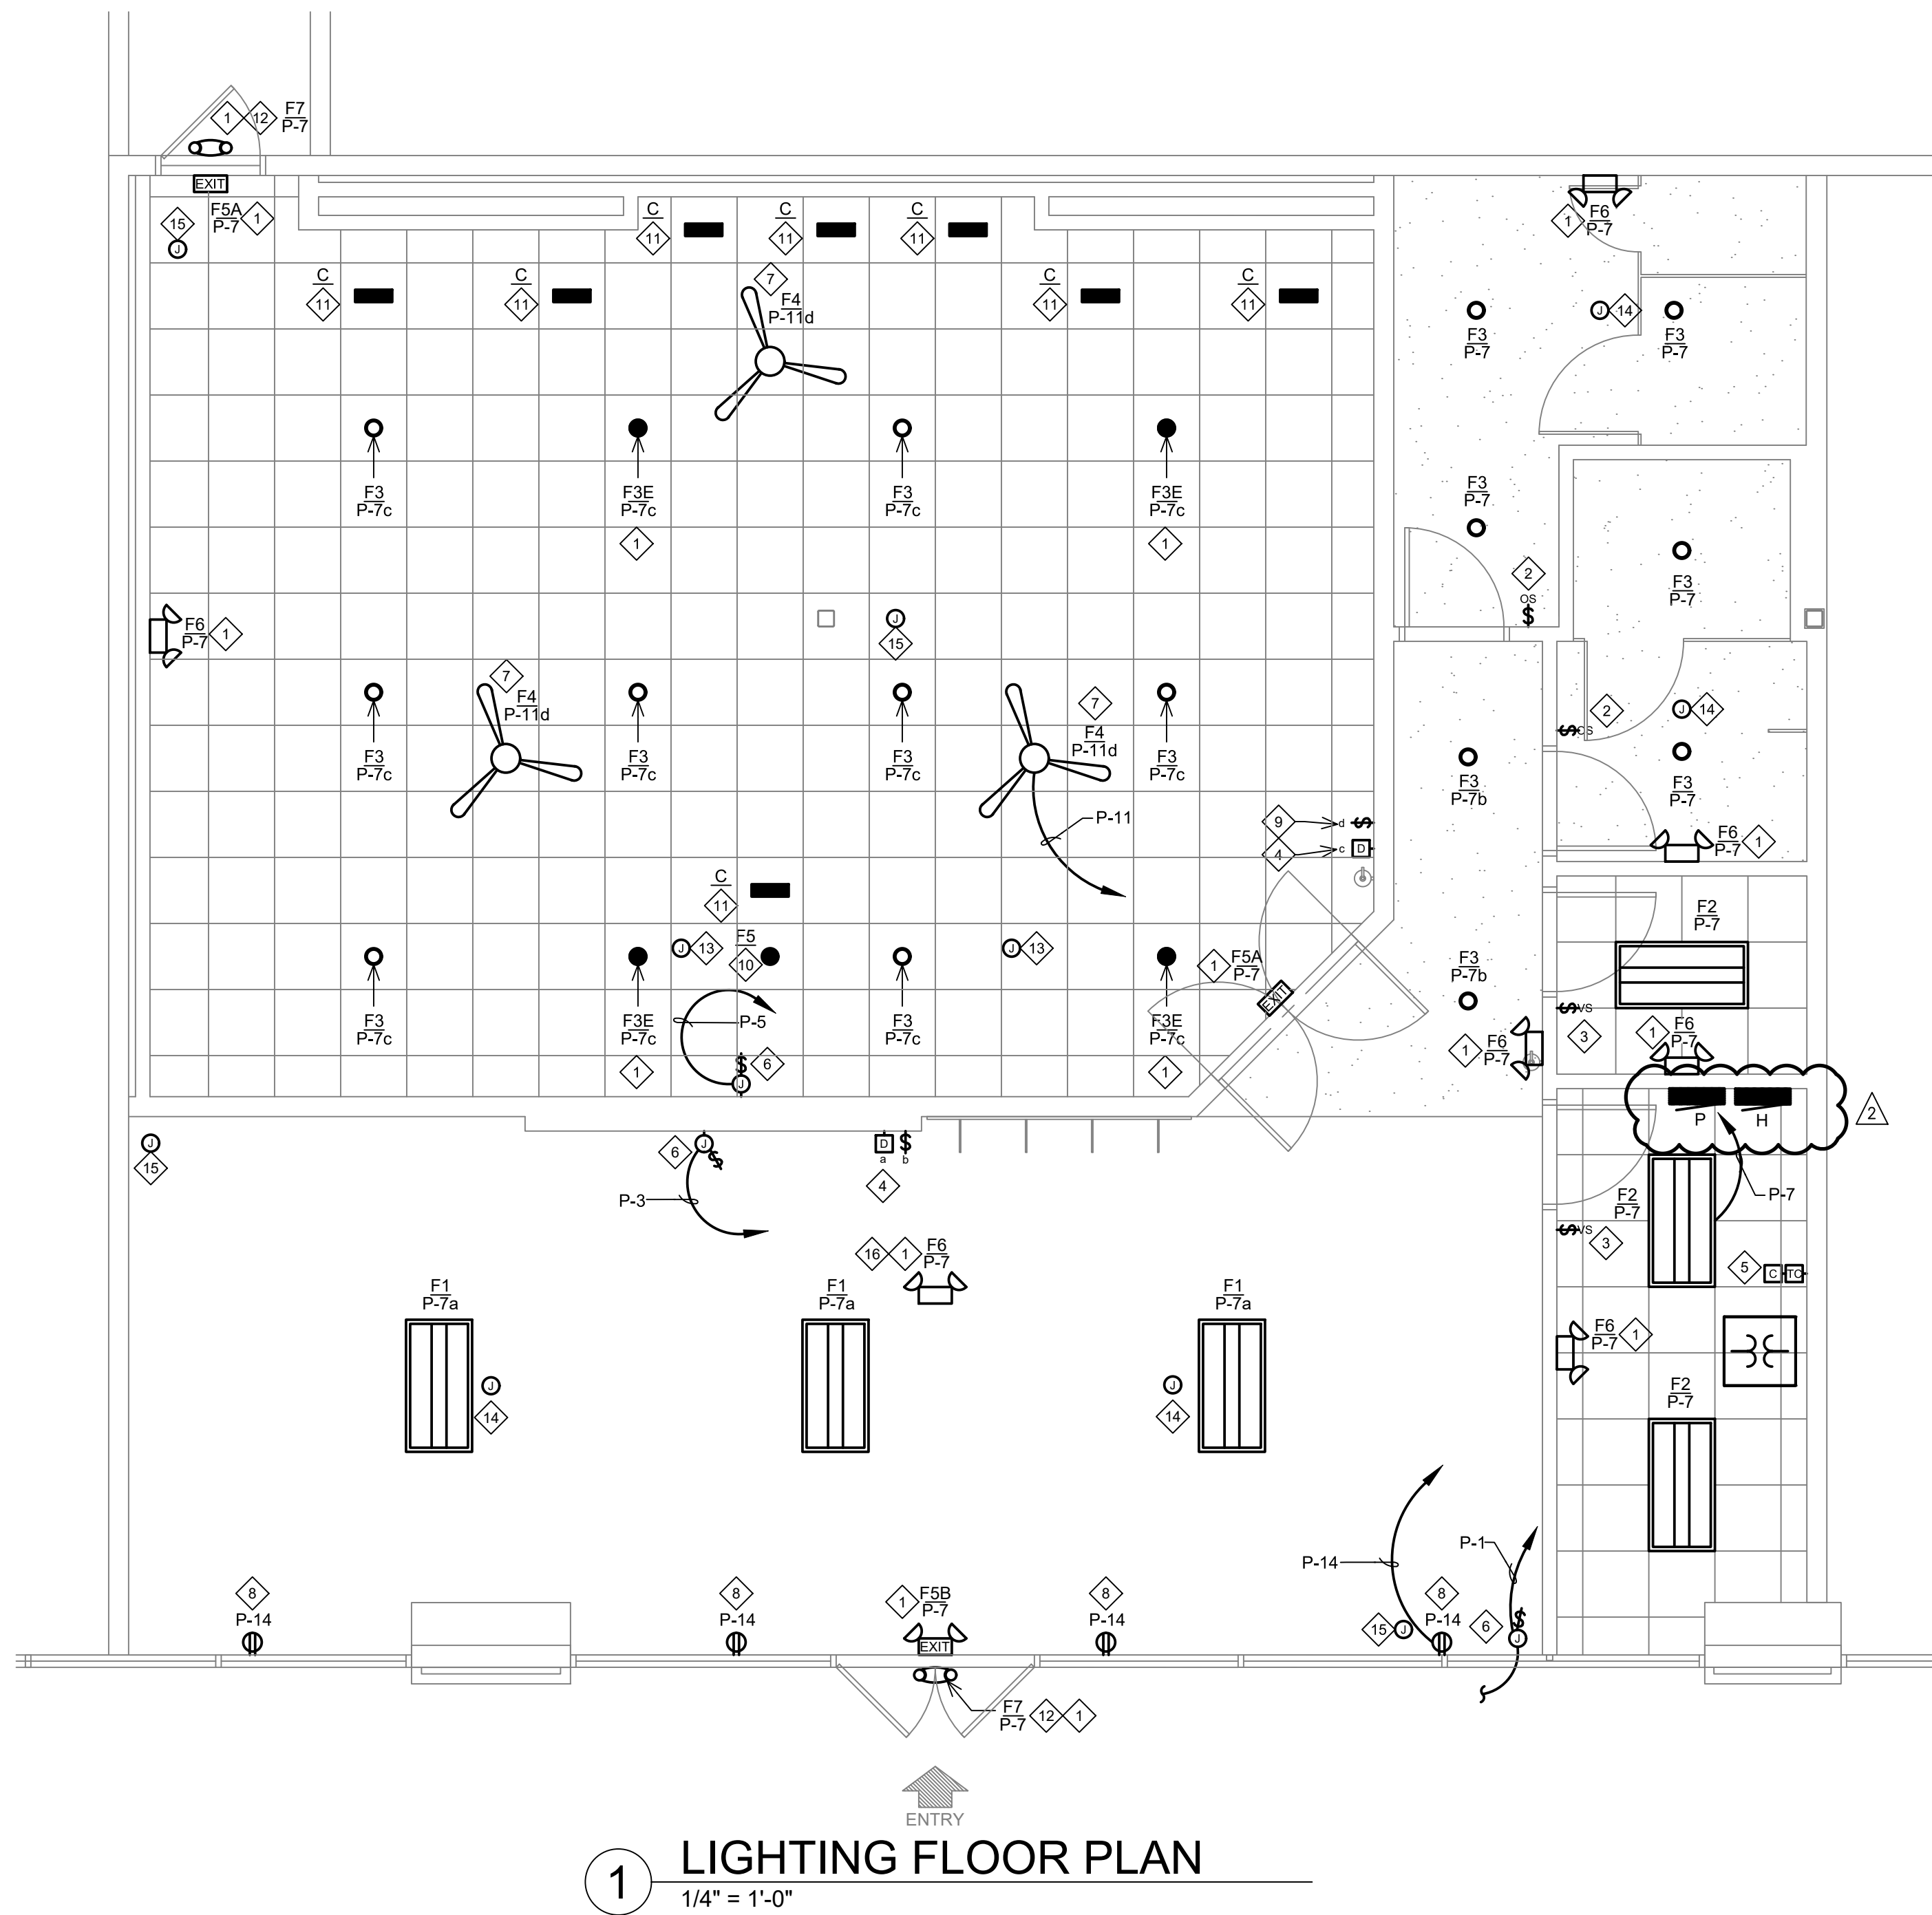 1
12
F7
P-7
EXIT
15
J
F5A
P-7
1
C
11
C
11
C
11
C
11
C
11
C
11
C
11
7
F4
P-11d
1
F6
P-7
F3
P-7
J
14
F3
P-7
F3
P-7c
F3E
P-7c
1
F3
P-7c
F3E
P-7c
1
F3
P-7
2
OS
$
F3
P-7
F6
P-7
1
J
15
7
F4
P-11d
7
F4
P-11d
F3
P-7c
F3
P-7c
F3
P-7c
F3
P-7c
2
$
OS
J
14
F3
P-7b
F3
P-7
P-11
9
d
$
4
c
D
F6
P-7
1
C
11
J
13
F5
10
J
13
1
F5A
P-7
EXIT
F3
P-7b
F2
P-7
$
VS
3
1
F6
P-7
F3
P-7c
F3E
P-7c
1
P-5
$
6
J
F3
P-7c
F3E
P-7c
1
1
F6
P-7
P
H
2
J
15
6
J
$
P-3
D
a
$
b
4
F2
P-7
P-7
$
VS
3
16
1
F6
P-7
5
C
TC
F1
P-7a
J
14
F1
P-7a
F1
P-7a
J
14
F6
P-7
1
F2
P-7
P-14
P-1
8
P-14
8
P-14
1
F5B
P-7
EXIT
8
P-14
15
J
8
P-14
6
$
J
F7
P-7
12
1
ENTRY
1
LIGHTING FLOOR PLAN
1/4" = 1'-0"